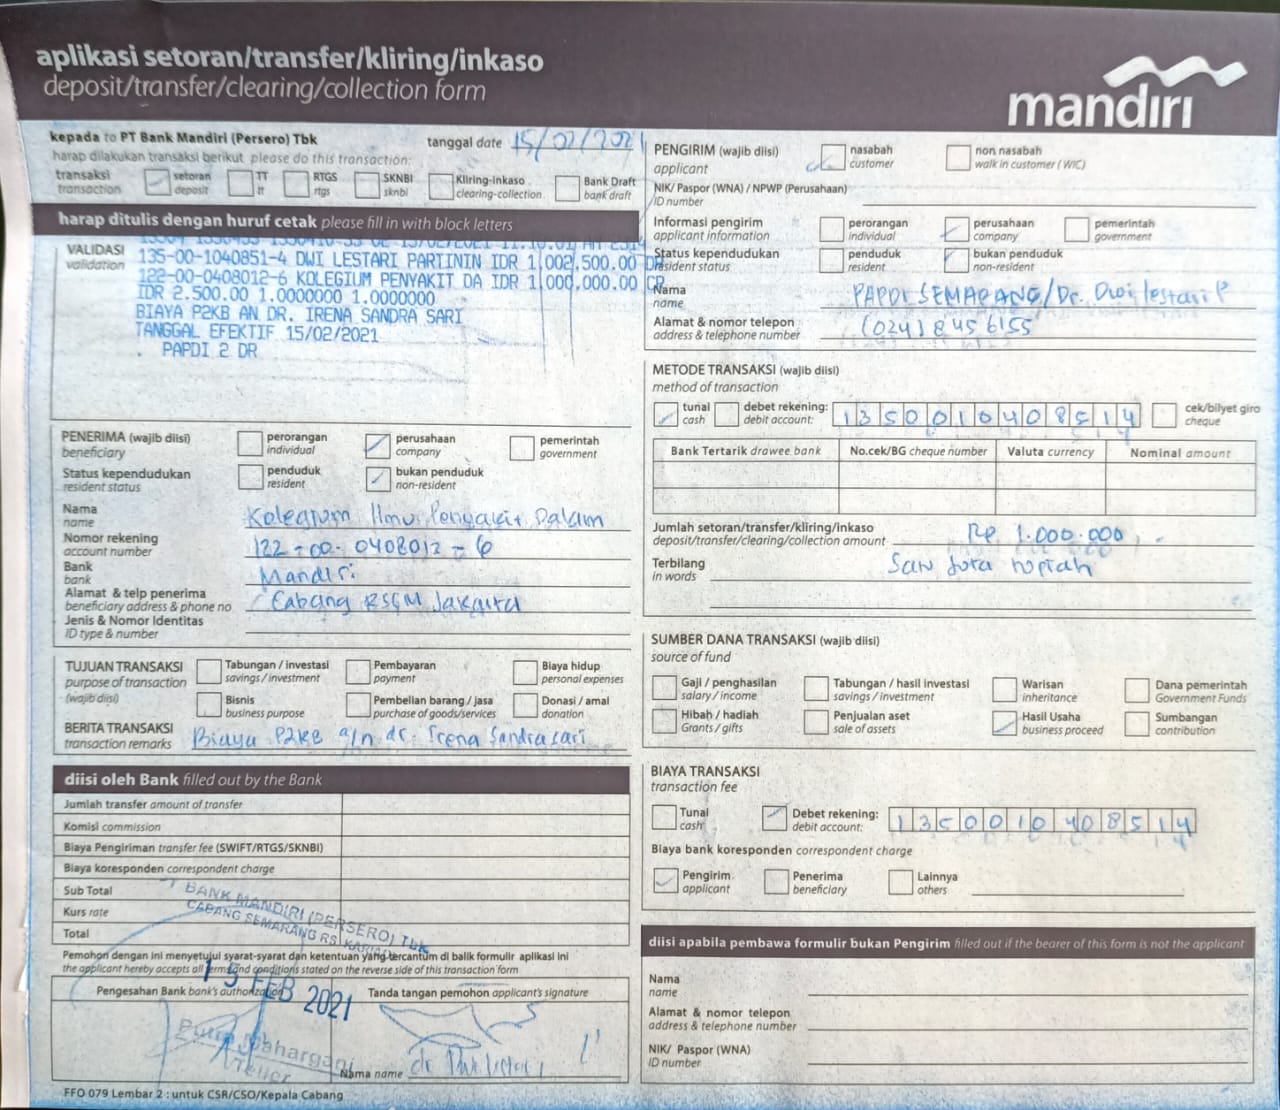 aplikasi setoran/transfer/kliring/inkaso
deposit/transfer/clearing/collection form
mandiri
kepada to PT Bank Mandiri (Persero) Tbk
tanggal date 15/02/2021
harap dilakukan transaksi berikut please do this transaction:
transaksi
transaction
setoran
deposit
TT
tt
RTGS
rtgs
SKNBI
sknbi
Kliring-inkaso
clearing-collection
Bank Draft
bank draft
harap ditulis dengan huruf cetak please fill in with block letters
VALIDASI
validation
135-00-1040851-4 DWI LESTARI PARTININ IDR 1,002,500.00 DR
122-00-0408012-6 KOLEGIUM PENYAKIT DA IDR 1,000,000.00 CR
IDR 2.500.00 1.0000000 1.0000000
BIAYA P2KB AN DR. IRENA SANDRA SARI
TANGGAL EFEKTIF 15/02/2021
. PAPDI 2 DR
PENERIMA (wajib diisi)
beneficiary
perorangan
individual
perusahaan
company
pemerintah
government
Status kependudukan
resident status
penduduk
resident
bukan penduduk
non-resident
Nama
name
Kolegium Ilmu Penyakit Dalam
Nomor rekening
account number
122-00-0408012-6
Bank
bank
Mandiri
Alamat & telp penerima
beneficiary address & phone no
Cabang RSCM Jakarta
Jenis & Nomor Identitas
ID type & number
TUJUAN TRANSAKSI
purpose of transaction
(wajib diisi)
Tabungan / investasi
savings / investment
Pembayaran
payment
Biaya hidup
personal expenses
Bisnis
business purpose
Pembelian barang / jasa
purchase of goods/services
Donasi / amal
donation
BERITA TRANSAKSI
transaction remarks
Biaya P2KB a/n dr. Irena Sandra Sari
diisi oleh Bank filled out by the Bank
Jumlah transfer amount of transfer
Komisi commission
Biaya Pengiriman transfer fee (SWIFT/RTGS/SKNBI)
Biaya koresponden correspondent charge
Sub Total
Kurs rate
Total
BANK MANDIRI (PERSERO) Tbk
CABANG SEMARANG RS. KARIADI
Pemohon dengan ini menyetujui syarat-syarat dan ketentuan yang tercantum di balik formulir aplikasi ini
the applicant hereby accepts all terms and conditions stated on the reverse side of this transaction form
Pengesahan Bank bank's authorization
Tanda tangan pemohon applicant's signature
15 FEB 2021
Teller
Nama name dr Dwi Lestari
FFO 079 Lembar 2 : untuk CSR/CSO/Kepala Cabang
PENGIRIM (wajib diisi)
applicant
nasabah
customer
non nasabah
walk in customer (WIC)
NIK/ Paspor (WNA) / NPWP (Perusahaan)
ID number
Informasi pengirim
applicant information
perorangan
individual
perusahaan
company
pemerintah
government
Status kependudukan
resident status
penduduk
resident
bukan penduduk
non-resident
Nama
name
PAPDI SEMARANG/Dr. Dwi lestari P
Alamat & nomor telepon
address & telephone number
(024) 8456155
METODE TRANSAKSI (wajib diisi)
method of transaction
tunai
cash
debet rekening:
debit account:
1350010408514
cek/bilyet giro
cheque
Bank Tertarik drawee bank
No.cek/BG cheque number
Valuta currency
Nominal amount
Jumlah setoran/transfer/kliring/inkaso
deposit/transfer/clearing/collection amount
Rp 1.000.000,-
Terbilang
in words
Satu Juta rupiah
SUMBER DANA TRANSAKSI (wajib diisi)
source of fund
Gaji / penghasilan
salary / income
Tabungan / hasil investasi
savings / investment
Warisan
inheritance
Dana pemerintah
Government Funds
Hibah / hadiah
Grants / gifts
Penjualan aset
sale of assets
Hasil Usaha
business proceed
Sumbangan
contribution
BIAYA TRANSAKSI
transaction fee
Tunai
cash
Debet rekening:
debit account:
1350010408514
Biaya bank koresponden correspondent charge
Pengirim
applicant
Penerima
beneficiary
Lainnya
others
diisi apabila pembawa formulir bukan Pengirim filled out if the bearer of this form is not the applicant
Nama
name
Alamat & nomor telepon
address & telephone number
NIK/ Paspor (WNA)
ID number